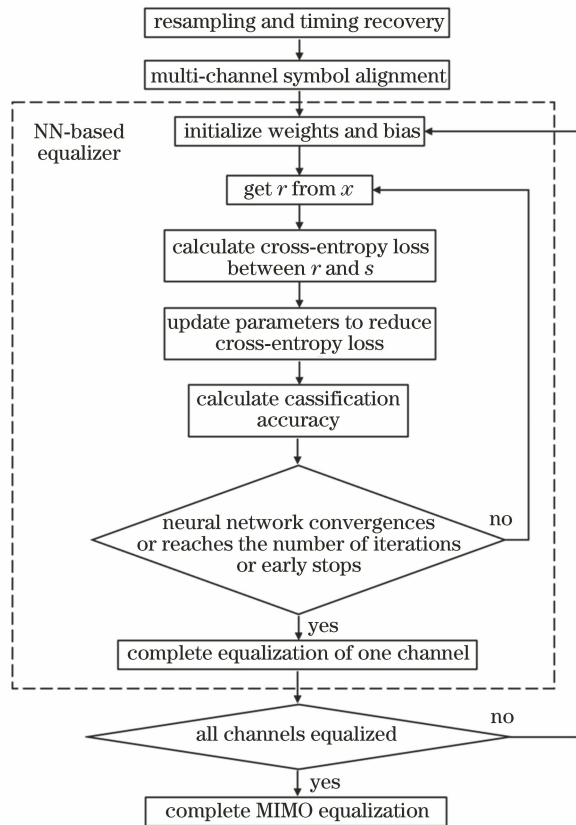 resampling and timing recovery
multi-channel symbol alignment
NN-based
equalizer
initialize weights and bias
get r from x
calculate cross-entropy loss
between r and s
update parameters to reduce
cross-entropy loss
calculate cassification
accuracy
neural network convergences
or reaches the number of iterations
or early stops
no
yes
complete equalization of one channel
all channels equalized
no
yes
complete MIMO equalization